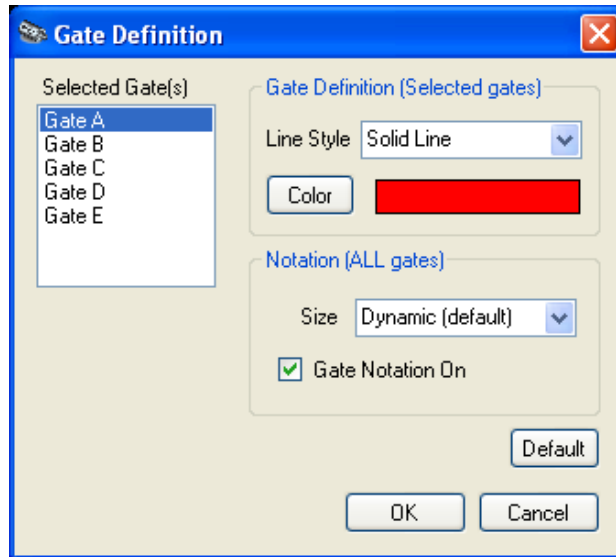 Gate Definition
Selected Gate(s)
Gate A
Gate B
Gate C
Gate D
Gate E
Gate Definition (Selected gates)
Line Style Solid Line
Color
Notation (ALL gates)
Size Dynamic (default)
Gate Notation On
Default
OK Cancel